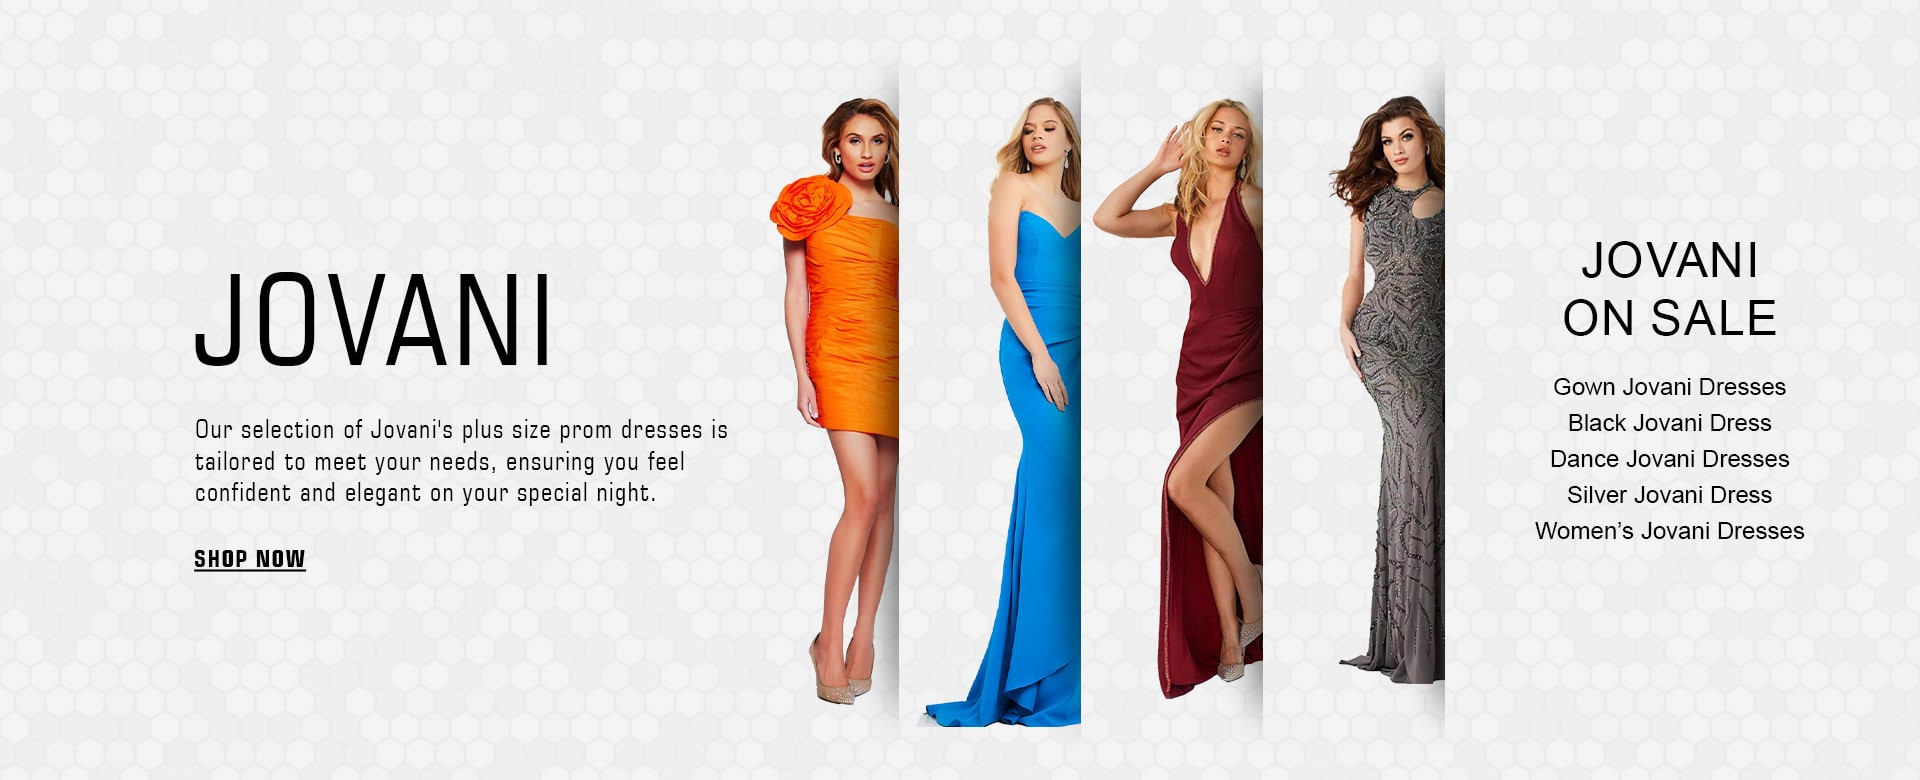 JOVANI
Our selection of Jovani's plus size prom dresses is
tailored to meet your needs, ensuring you feel
confident and elegant on your special night.
SHOP NOW
JOVANI
ON SALE
Gown Jovani Dresses
Black Jovani Dress
Dance Jovani Dresses
Silver Jovani Dress
Women’s Jovani Dresses